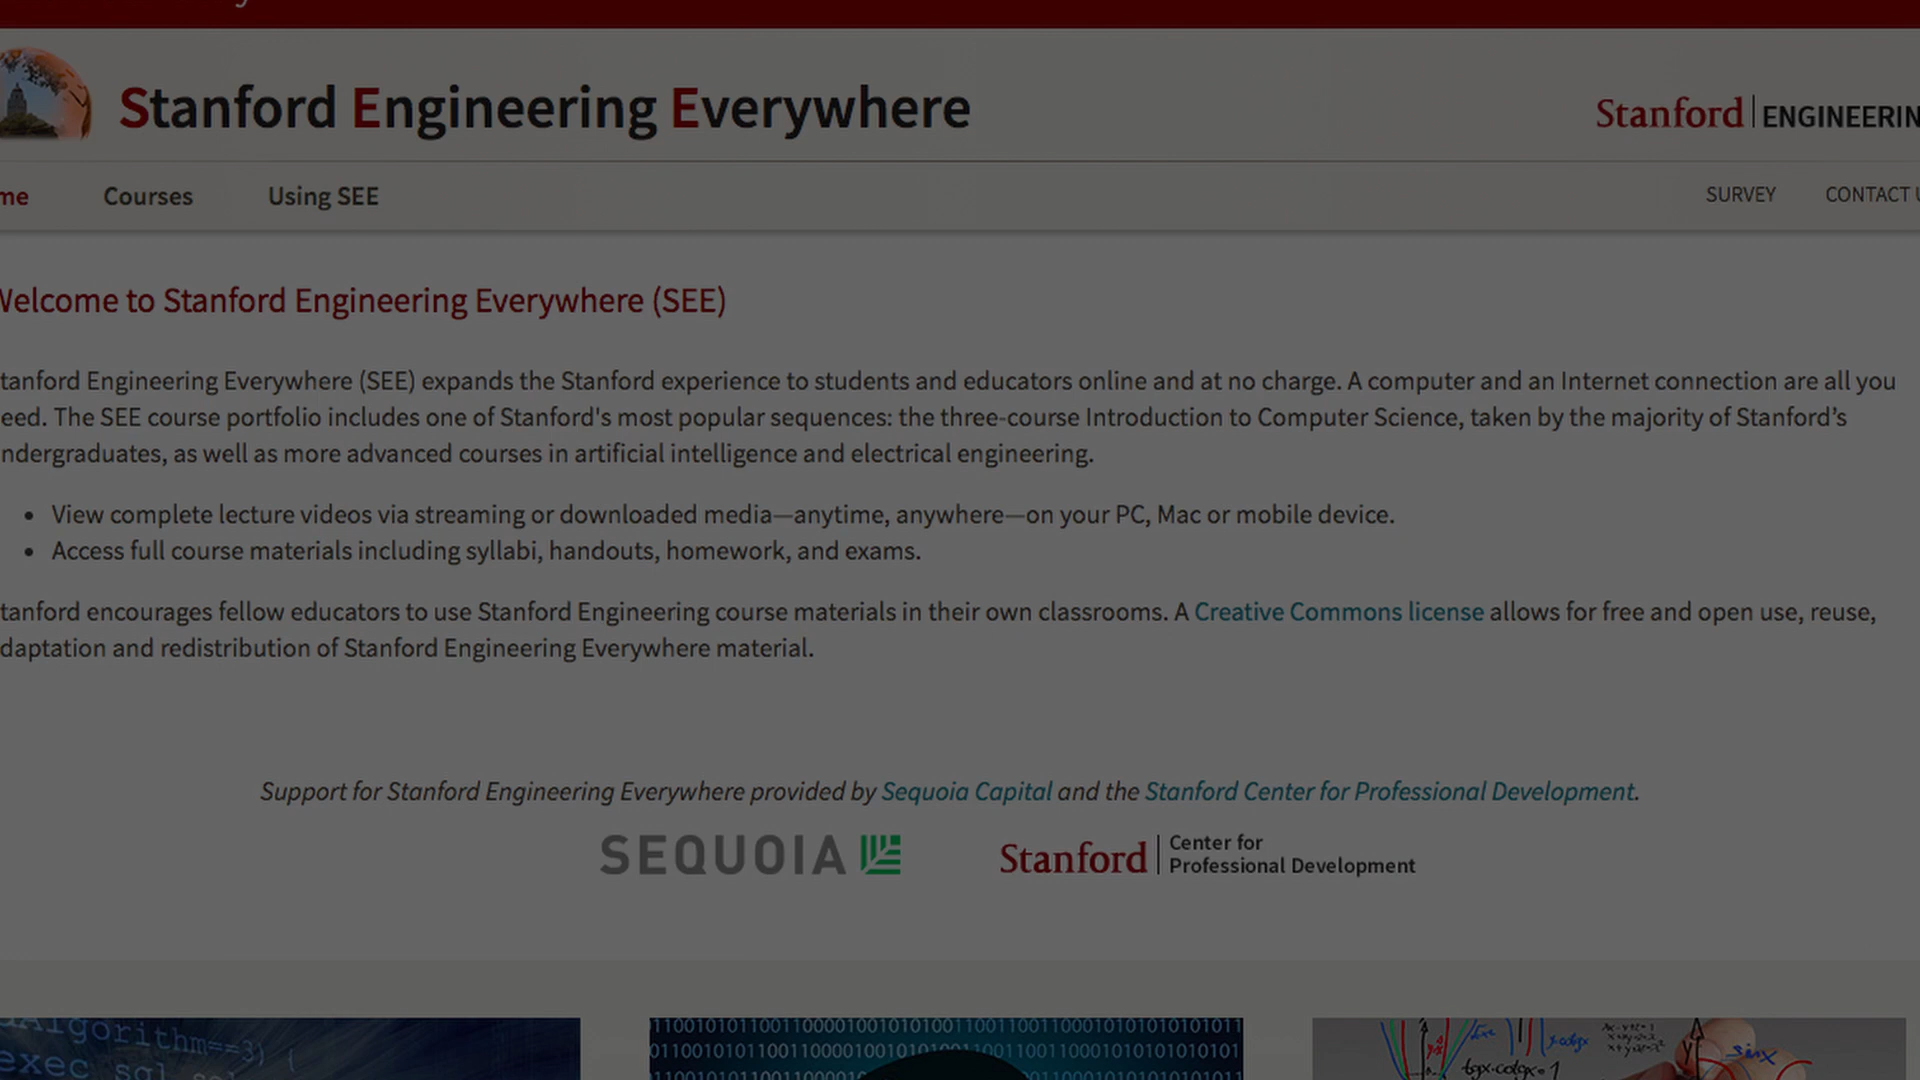 Stanford Engineering Everywhere
Stanford ENGINEERIN
me Courses Using SEE SURVEY CONTACT U
Welcome to Stanford Engineering Everywhere (SEE)
tanford Engineering Everywhere (SEE) expands the Stanford experience to students and educators online and at no charge. A computer and an Internet connection are all you
eed. The SEE course portfolio includes one of Stanford's most popular sequences: the three-course Introduction to Computer Science, taken by the majority of Stanford’s
ndergraduates, as well as more advanced courses in artificial intelligence and electrical engineering.
• View complete lecture videos via streaming or downloaded media—anytime, anywhere—on your PC, Mac or mobile device.
• Access full course materials including syllabi, handouts, homework, and exams.
tanford encourages fellow educators to use Stanford Engineering course materials in their own classrooms. A Creative Commons license allows for free and open use, reuse,
daptation and redistribution of Stanford Engineering Everywhere material.
Support for Stanford Engineering Everywhere provided by Sequoia Capital and the Stanford Center for Professional Development.
SEQUOIA
Stanford Center for
Professional Development
Algorithm==3) {
exec sql
sinx